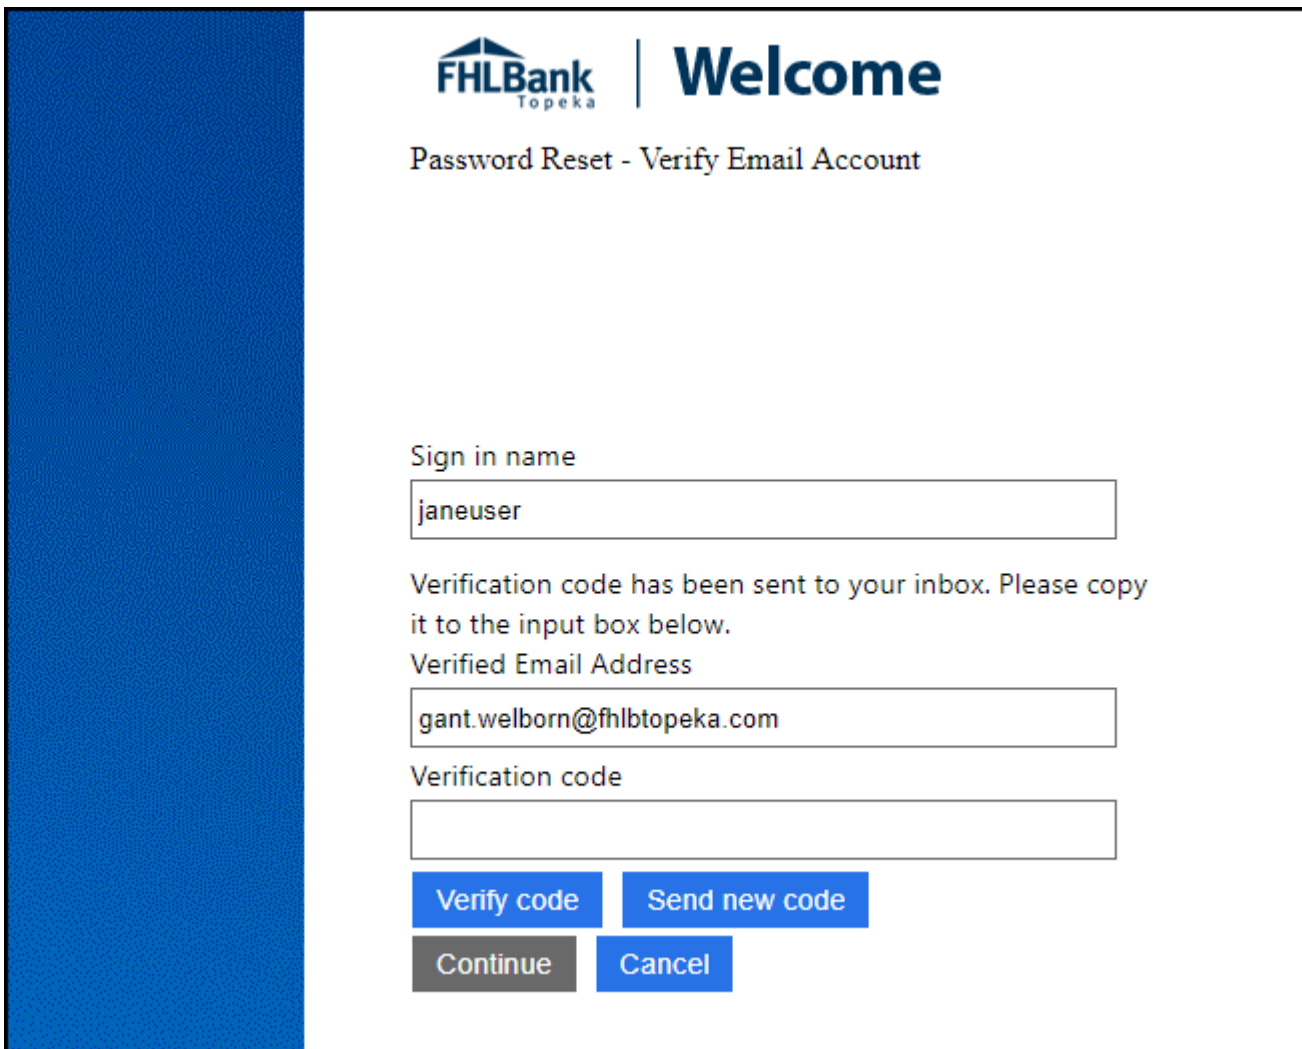 FHLBank
Topeka
Welcome
Password Reset - Verify Email Account
Sign in name
janeuser
Verification code has been sent to your inbox. Please copy
it to the input box below.
Verified Email Address
gant.welborn@fhlbtopeka.com
Verification code
Verify code Send new code
Continue Cancel